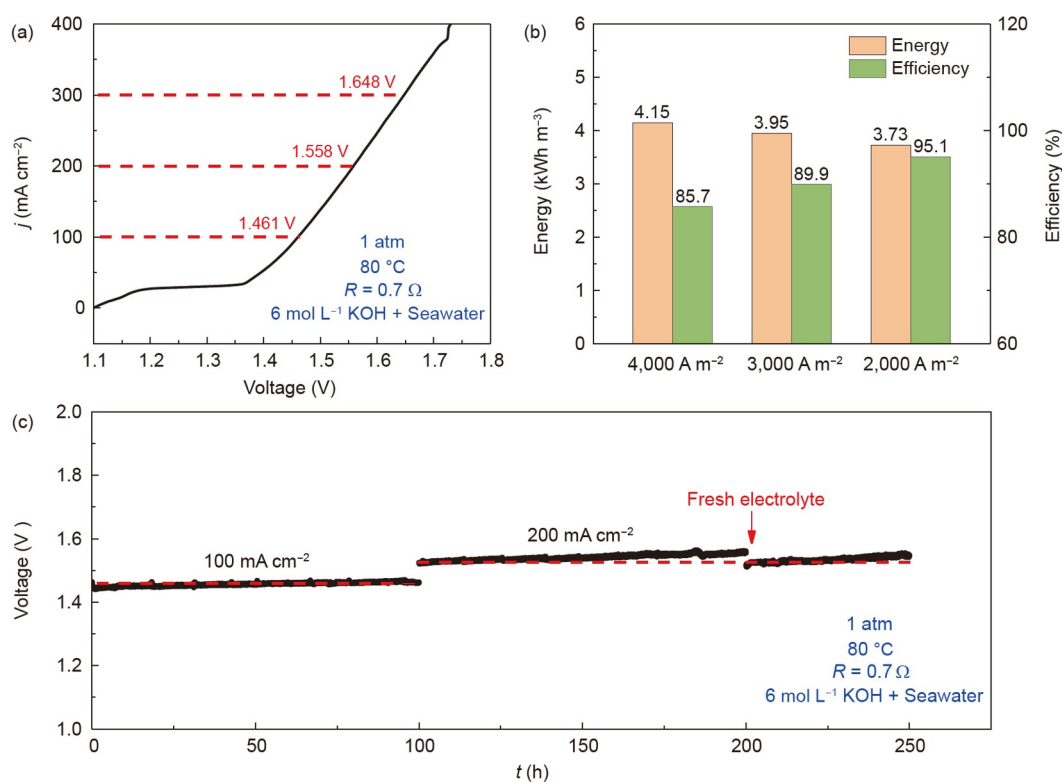 (a)
400
300
200
100
0
j (mA cm⁻²)
1.648 V
1.558 V
1.461 V
1 atm
80 °C
R = 0.7 Ω
6 mol L⁻¹ KOH + Seawater
1.1 1.2 1.3 1.4 1.5 1.6 1.7 1.8
Voltage (V)
(b)
6
5
4
3
2
1
0
Energy (kWh m⁻³)
Energy
Efficiency
4.15
85.7
3.95
89.9
3.73
95.1
120
100
80
60
Efficiency (%)
4,000 A m⁻² 3,000 A m⁻² 2,000 A m⁻²
(c)
2.0
1.8
1.6
1.4
1.2
1.0
Voltage (V )
100 mA cm⁻²
200 mA cm⁻²
Fresh electrolyte
1 atm
80 °C
R = 0.7 Ω
6 mol L⁻¹ KOH + Seawater
0 50 100 150 200 250
t (h)